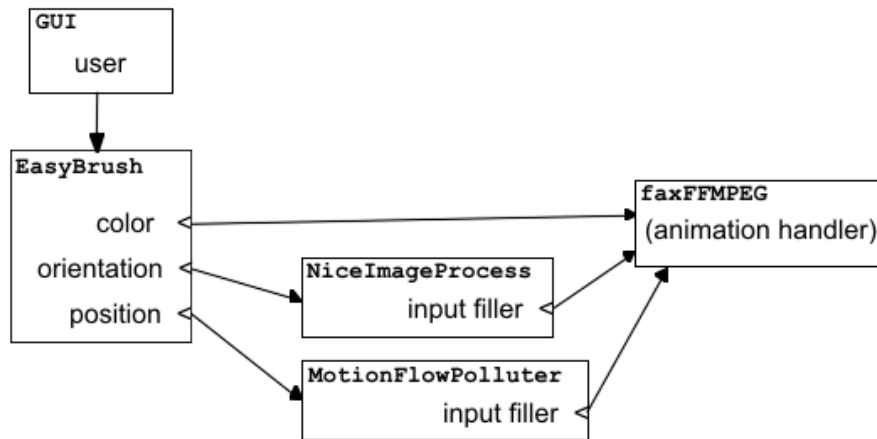 GUI
user
EasyBrush
color
orientation
position
faxFFMPEG
(animation handler)
NiceImageProcess
input filler
MotionFlowPolluter
input filler